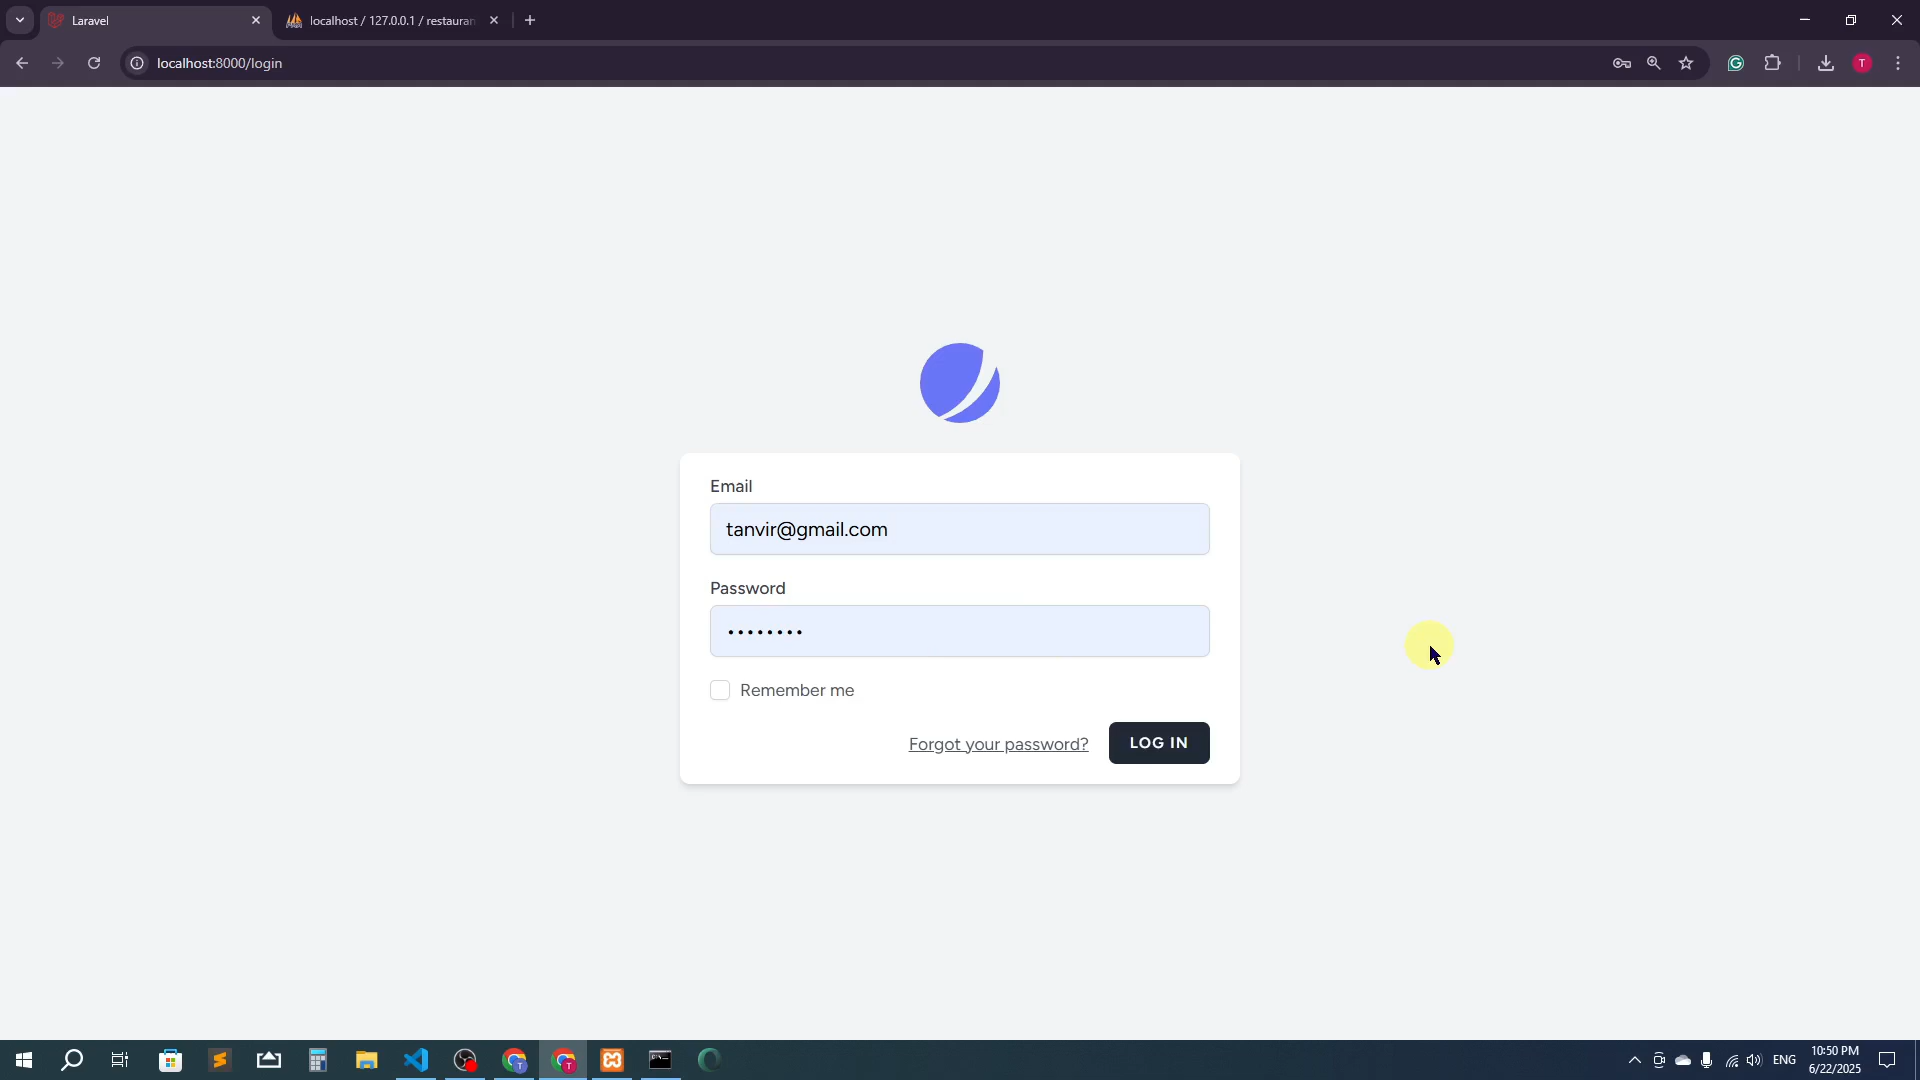 Laravel
localhost / 127.0.0.1 / restauran
localhost:8000/login
T
Email
tanvir@gmail.com
Password
••••••••
Remember me
Forgot your password?
LOG IN
ENG
10:50 PM
6/22/2025